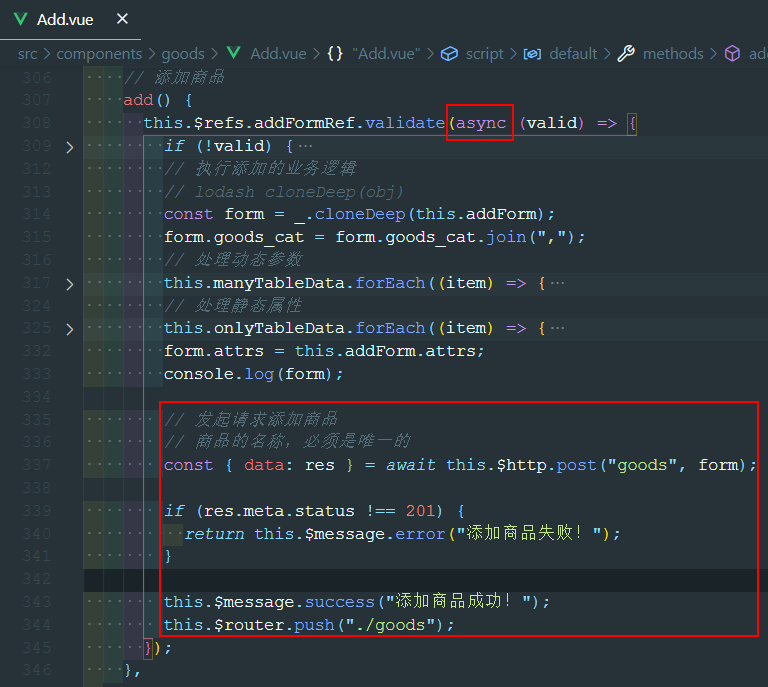 Add.vue ×
src > components > goods > Add.vue > {} "Add.vue" > script > default > methods > ad
306 // 添加商品
307 add() {
308 this.$refs.addFormRef.validate(async (valid) => {
309 if (!valid) { ···
312 // 执行添加的业务逻辑
313 // lodash cloneDeep(obj)
314 const form = _.cloneDeep(this.addForm);
315 form.goods_cat = form.goods_cat.join(",");
316 // 处理动态参数
317 this.manyTableData.forEach((item) => { ···
324 // 处理静态属性
325 this.onlyTableData.forEach((item) => { ···
332 form.attrs = this.addForm.attrs;
333 console.log(form);
334
335 // 发起请求添加商品
336 // 商品的名称，必须是唯一的
337 const { data: res } = await this.$http.post("goods", form);
338
339 if (res.meta.status !== 201) {
340 return this.$message.error("添加商品失败！");
341 }
342
343 this.$message.success("添加商品成功！");
344 this.$router.push("./goods");
345 });
346 },